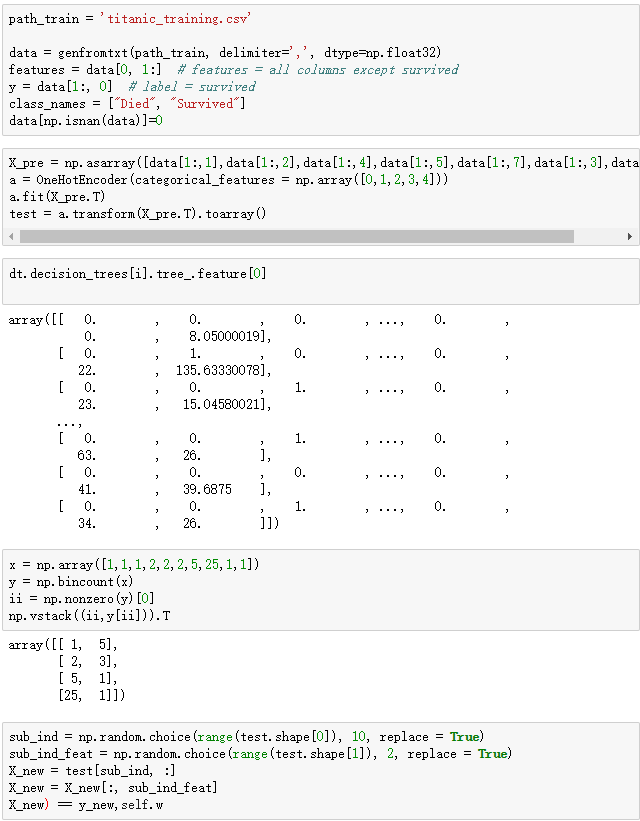 path_train = 'titanic_training.csv'
data = genfromtxt(path_train, delimiter=',', dtype=np.float32)
features = data[0, 1:]  # features = all columns except survived
y = data[1:, 0]  # label = survived
class_names = ["Died", "Survived"]
data[np.isnan(data)]=0
X_pre = np.asarray([data[1:,1],data[1:,2],data[1:,4],data[1:,5],data[1:,7],data[1:,3],data
a = OneHotEncoder(categorical_features = np.array([0,1,2,3,4]))
a.fit(X_pre.T)
test = a.transform(X_pre.T).toarray()
dt.decision_trees[i].tree_.feature[0]
array([[   0.        ,    0.        ,    0.        , ...,    0.        ,
           0.        ,    8.05000019],
       [   0.        ,    1.        ,    0.        , ...,    0.        ,
          22.        ,  135.63330078],
       [   0.        ,    0.        ,    1.        , ...,    0.        ,
          23.        ,   15.04580021],
       ...,
       [   0.        ,    0.        ,    1.        , ...,    0.        ,
          63.        ,   26.        ],
       [   0.        ,    0.        ,    0.        , ...,    0.        ,
          41.        ,   39.6875    ],
       [   0.        ,    0.        ,    1.        , ...,    0.        ,
          34.        ,   26.        ]])
x = np.array([1,1,1,2,2,2,5,25,1,1])
y = np.bincount(x)
ii = np.nonzero(y)[0]
np.vstack((ii,y[ii])).T
array([[ 1,  5],
       [ 2,  3],
       [ 5,  1],
       [25,  1]])
sub_ind = np.random.choice(range(test.shape[0]), 10, replace = True)
sub_ind_feat = np.random.choice(range(test.shape[1]), 2, replace = True)
X_new = test[sub_ind, :]
X_new = X_new[:, sub_ind_feat]
X_new) == y_new,self.w